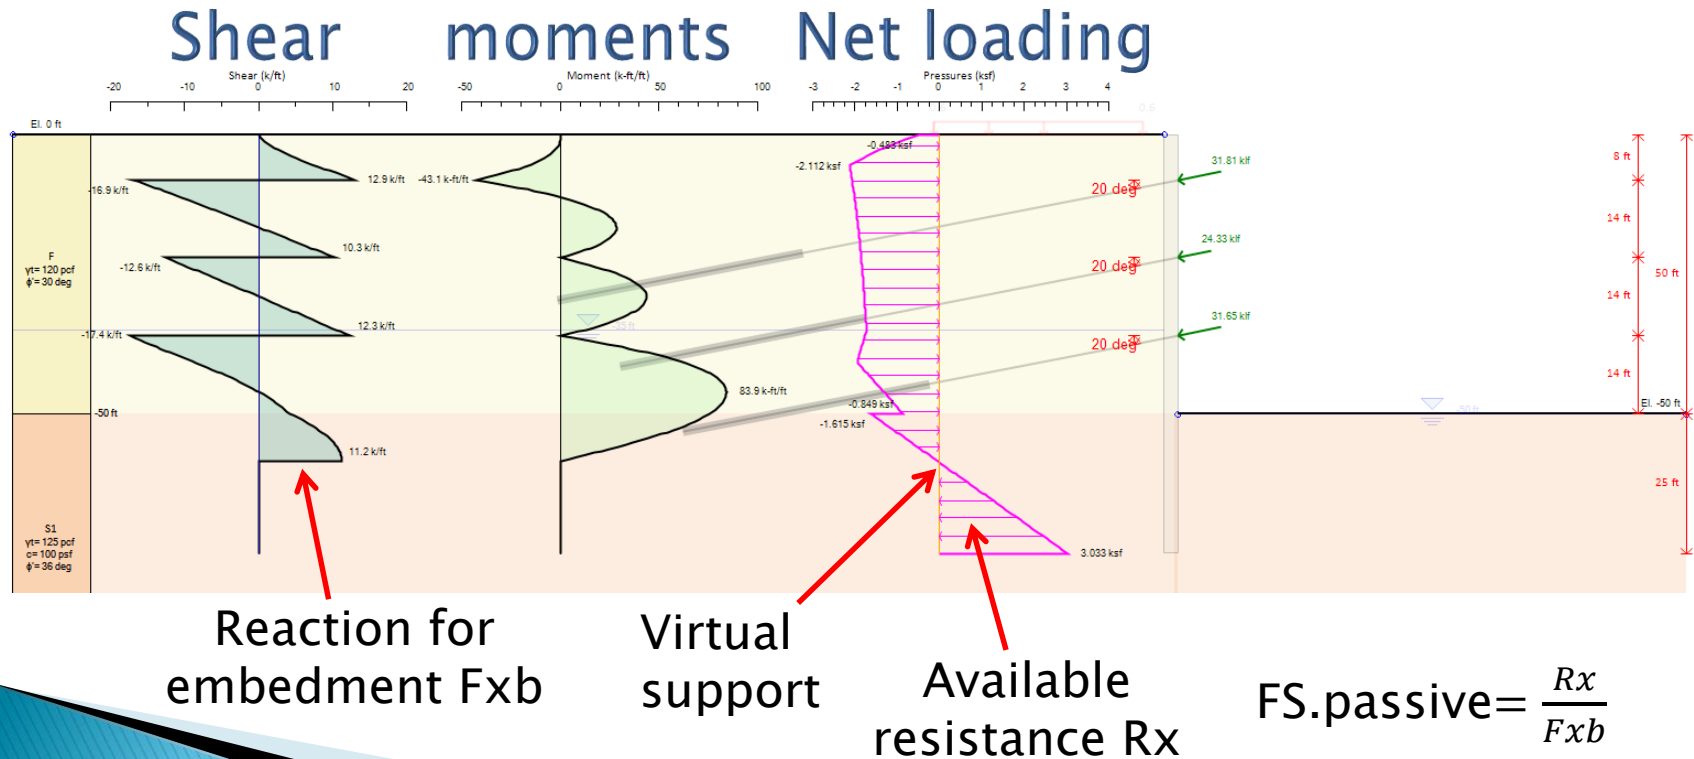 Shear moments Net loading
Shear (k/ft) Moment (k-ft/ft) Pressures (ksf)
-20 -10 0 10 20 -50 0 50 100 -3 -2 -1 0 1 2 3 4
0.6
El. 0 ft
-0.483 ksf
8 ft
-2.112 ksf
31.81 klf
12.9 k/ft
-43.1 k-ft/ft
-16.9 k/ft
20 deg
14 ft
24.33 klf
10.3 k/ft
-12.6 k/ft
20 deg
F
γt= 120 pcf
ϕ'= 30 deg
50 ft
14 ft
31.65 klf
12.3 k/ft
-35 ft
-17.4 k/ft
20 deg
14 ft
83.9 k-ft/ft
-0.849 ksf
El. -50 ft
-50 ft
-50 ft
-1.615 ksf
11.2 k/ft
25 ft
S1
γt= 125 pcf
c= 100 psf
ϕ'= 36 deg
3.033 ksf
Reaction for
embedment Fxb
Virtual
support
Available
resistance Rx
FS.passive= Rx/Fxb